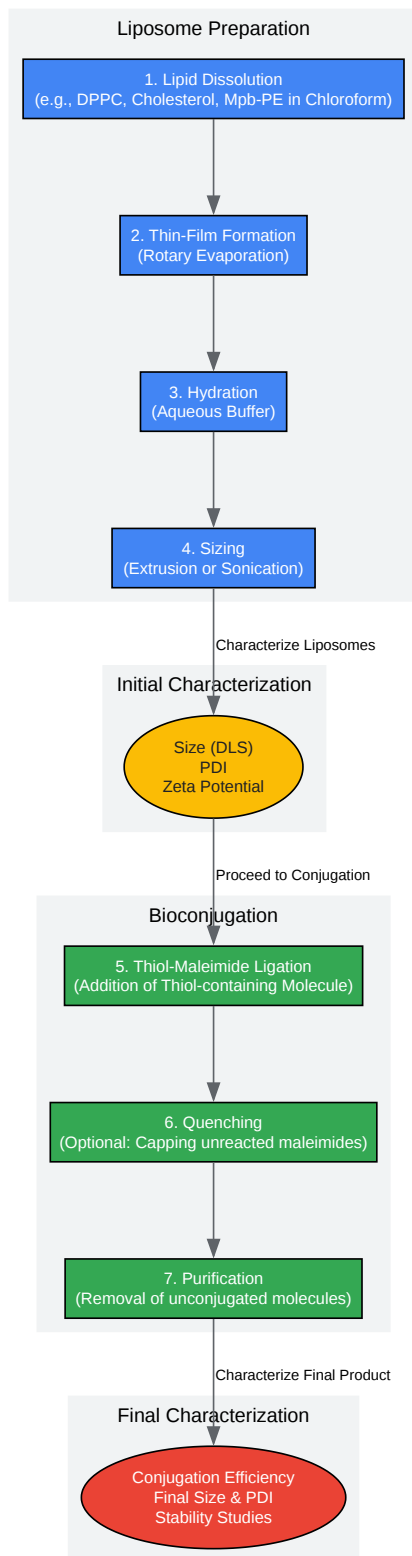 Liposome Preparation
1. Lipid Dissolution
(e.g., DPPC, Cholesterol, Mpb-PE in Chloroform)
2. Thin-Film Formation
(Rotary Evaporation)
3. Hydration
(Aqueous Buffer)
4. Sizing
(Extrusion or Sonication)
Characterize Liposomes
Initial Characterization
Size (DLS)
PDI
Zeta Potential
Proceed to Conjugation
Bioconjugation
5. Thiol-Maleimide Ligation
(Addition of Thiol-containing Molecule)
6. Quenching
(Optional: Capping unreacted maleimides)
7. Purification
(Removal of unconjugated molecules)
Characterize Final Product
Final Characterization
Conjugation Efficiency
Final Size & PDI
Stability Studies